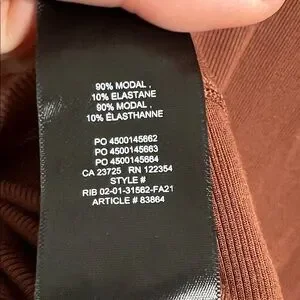 90% MODAL ,
10% ELASTANE
90% MODAL ,
10% ÉLASTHANNE
PO 4500145662
PO 4500145663
PO 4500145664
CA 23725 RN 122354
STYLE #
RIB 02-01-31562-FA21
ARTICLE # 83864